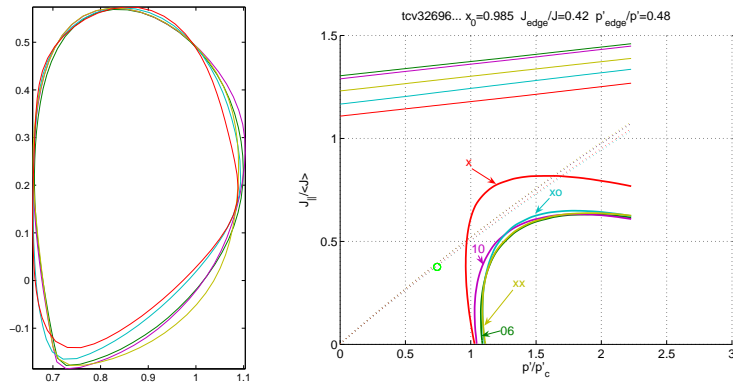 tcv32696... x0=0.985 Jedge/J=0.42 p'edge/p'=0.48
0.5
0.4
0.3
0.2
0.1
0
−0.1
0.7 0.8 0.9 1 1.1
J||/<J>
1.5
1
0.5
0
x
xo
10
xx
06
0 0.5 1 1.5 2 2.5 3
p'/p'c